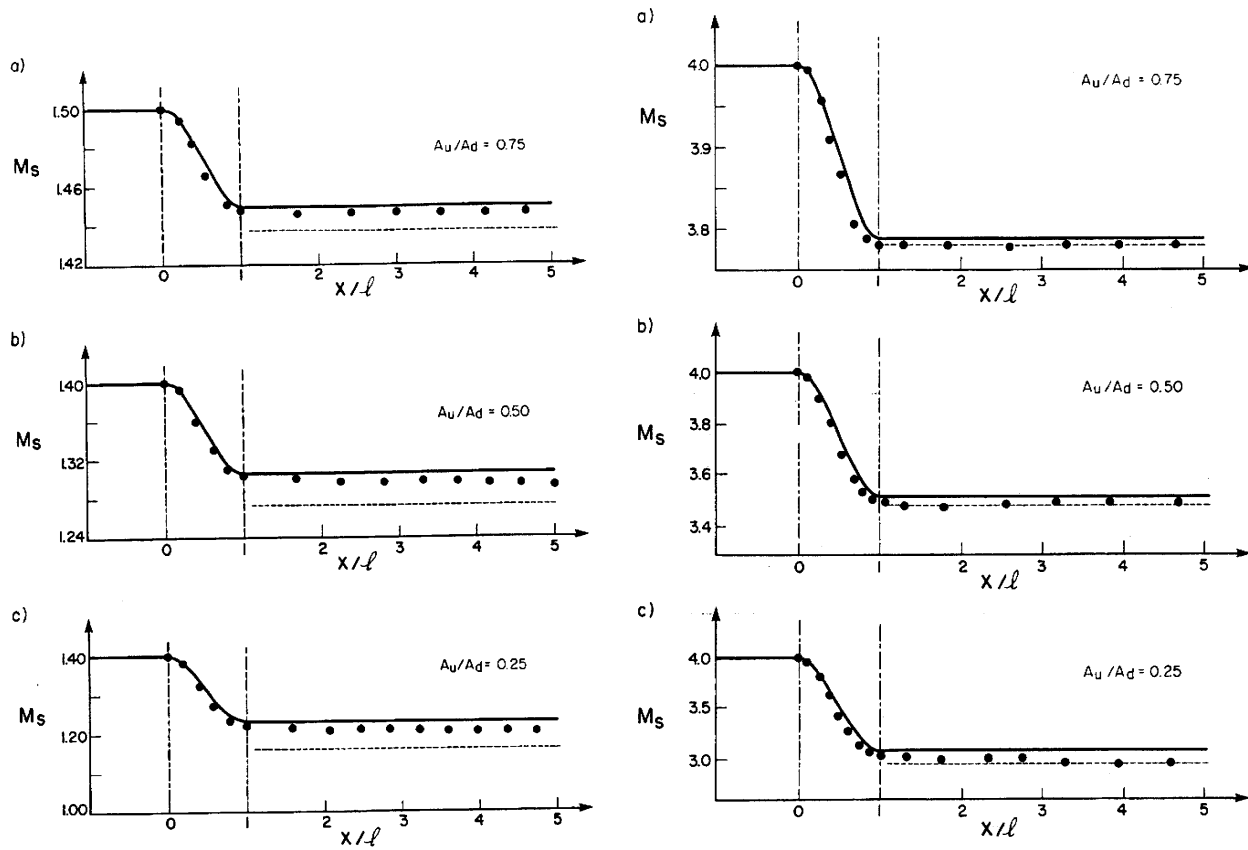 a)
1.50
Ms
1.46
1.42
Au/Ad = 0.75
0 1 2 3 4 5
X/l
b)
1.40
Ms
1.32
1.24
Au/Ad = 0.50
0 1 2 3 4 5
X/l
c)
1.40
Ms
1.20
1.00
Au/Ad = 0.25
0 1 2 3 4 5
X/l
a)
4.0
Ms
3.9
3.8
Au/Ad = 0.75
0 1 2 3 4 5
X/l
b)
4.0
Ms
3.8
3.6
3.4
Au/Ad = 0.50
0 1 2 3 4 5
X/l
c)
4.0
Ms
3.5
3.0
Au/Ad = 0.25
0 1 2 3 4 5
X/l